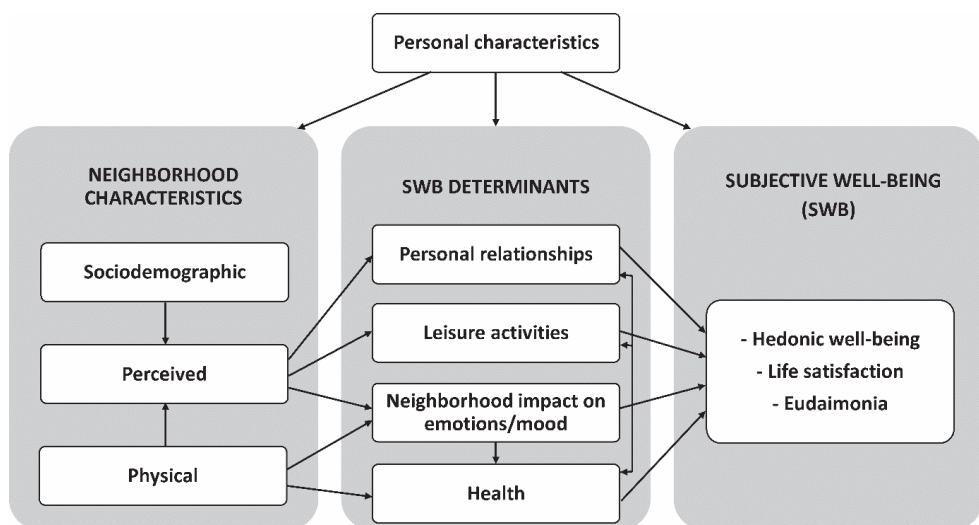 Personal characteristics
NEIGHBORHOOD
CHARACTERISTICS
Sociodemographic
Perceived
Physical
SWB DETERMINANTS
Personal relationships
Leisure activities
Neighborhood impact on
emotions/mood
Health
SUBJECTIVE WELL-BEING
(SWB)
- Hedonic well-being
- Life satisfaction
- Eudaimonia